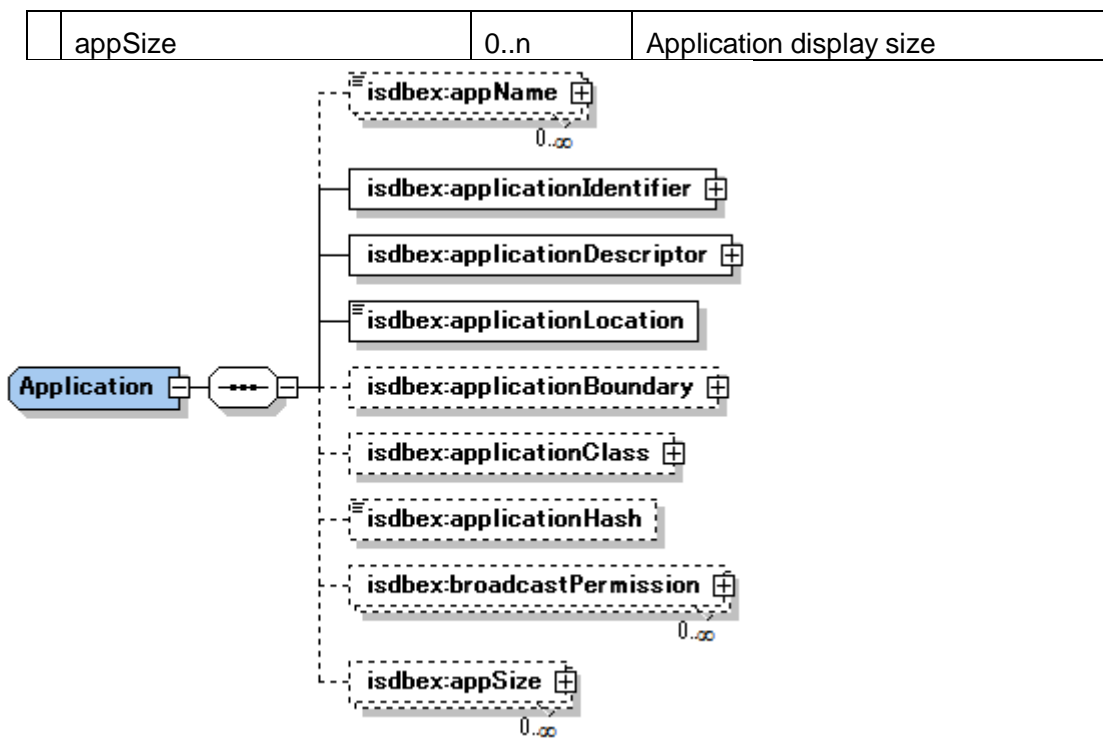 appSize 0..n Application display size
isdbex:appName
0..∞
isdbex:applicationIdentifier
isdbex:applicationDescriptor
isdbex:applicationLocation
Application
isdbex:applicationBoundary
isdbex:applicationClass
isdbex:applicationHash
isdbex:broadcastPermission
0..∞
isdbex:appSize
0..∞